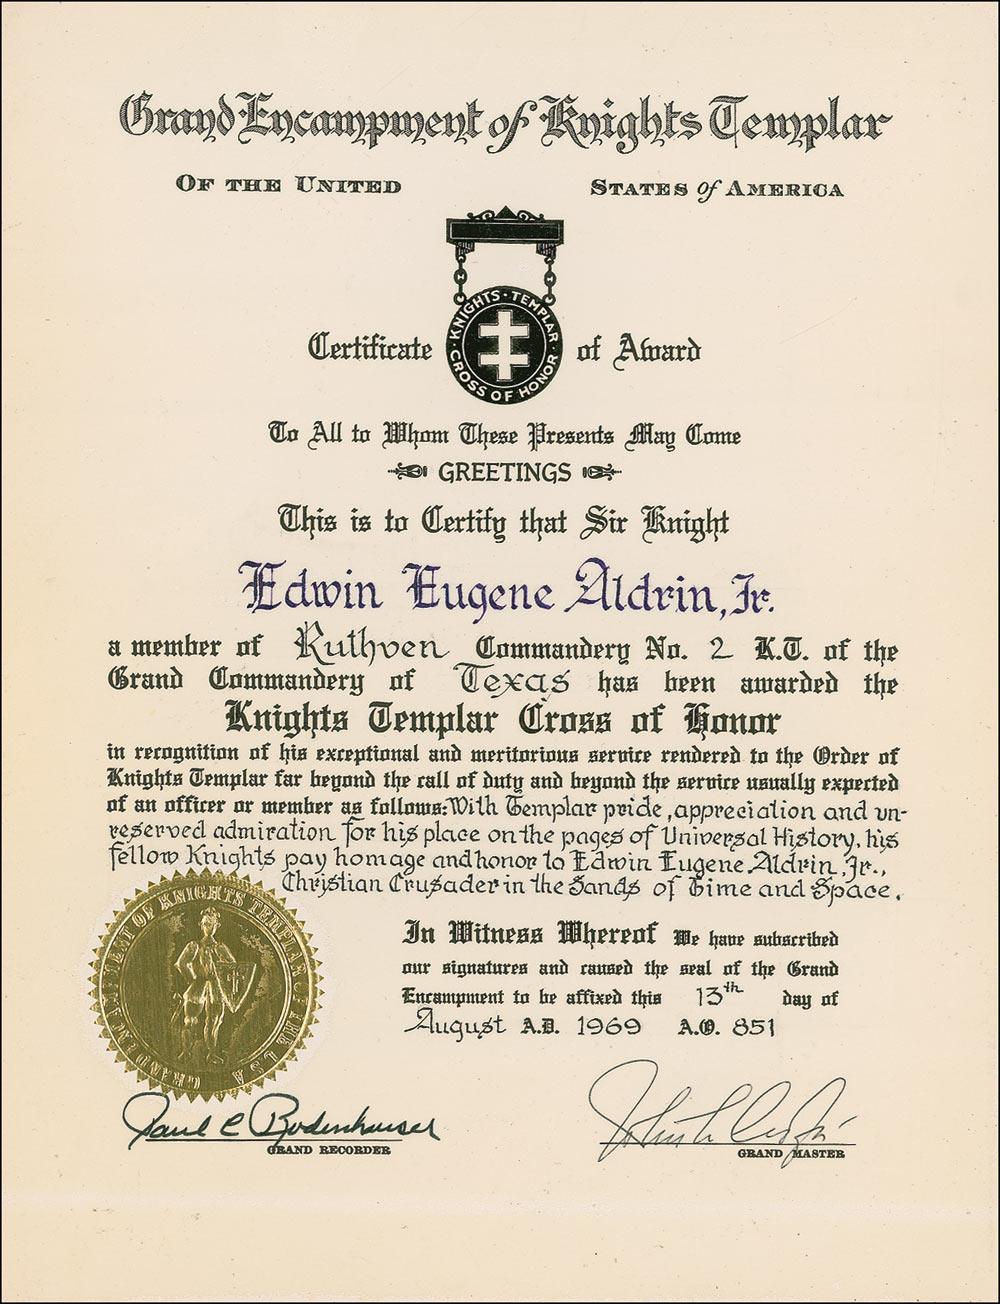 Grand Encampment of Knights Templar
OF THE UNITED STATES of AMERICA
KNIGHTS · TEMPLAR · CROSS OF HONOR ·
Certificate of Award
To All to Whom These Presents May Come
GREETINGS
This is to Certify that Sir Knight
Edwin Eugene Aldrin, Jr.
a member of Ruthven Commandery No. 2 K.T. of the
Grand Commandery of Texas has been awarded the
Knights Templar Cross of Honor
in recognition of his exceptional and meritorious service rendered to the Order of
Knights Templar far beyond the call of duty and beyond the service usually expected
of an officer or member as follows: With Templar pride, appreciation and un-
reserved admiration for his place on the pages of Universal History, his
fellow Knights pay homage and honor to Edwin Eugene Aldrin, Jr.,
Christian Crusader in the Sands of Time and Space.
GRAND ENCAMPMENT OF KNIGHTS TEMPLAR OF THE U.S.A
In Witness Whereof We have subscribed
our signatures and caused the seal of the Grand
Encampment to be affixed this 13th day of
August A.D. 1969 A.O. 851
Paul C Bodenhauser
GRAND RECORDER
GRAND MASTER